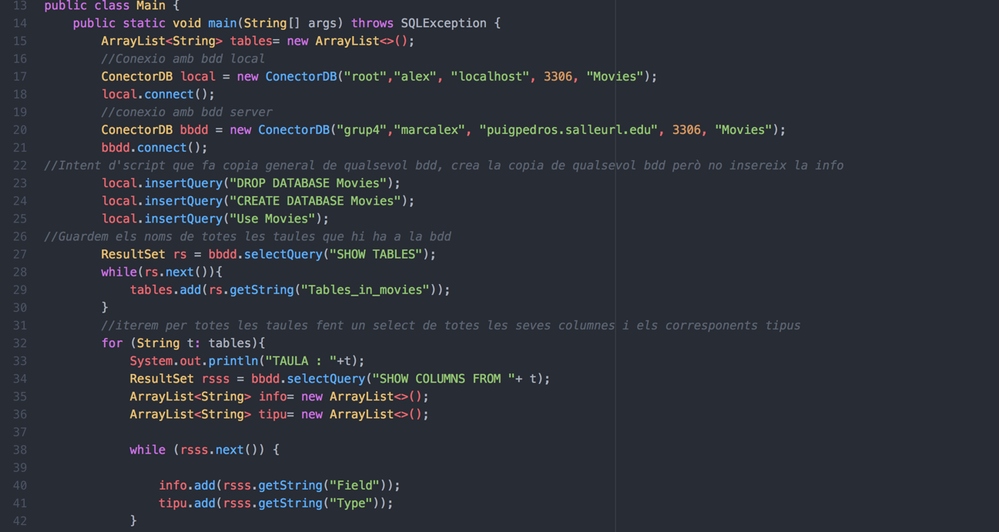 13 public class Main {
14 public static void main(String[] args) throws SQLException {
15 ArrayList<String> tables= new ArrayList<>();
16 //Conexio amb bdd local
17 ConectorDB local = new ConectorDB("root","alex", "localhost", 3306, "Movies");
18 local.connect();
19 //conexio amb bdd server
20 ConectorDB bbdd = new ConectorDB("grup4","marcalex", "puigpedros.salleurl.edu", 3306, "Movies");
21 bbdd.connect();
22 //Intent d'script que fa copia general de qualsevol bdd, crea la copia de qualsevol bdd però no insereix la info
23 local.insertQuery("DROP DATABASE Movies");
24 local.insertQuery("CREATE DATABASE Movies");
25 local.insertQuery("Use Movies");
26 //Guardem els noms de totes les taules que hi ha a la bdd
27 ResultSet rs = bbdd.selectQuery("SHOW TABLES");
28 while(rs.next()){
29 tables.add(rs.getString("Tables_in_movies"));
30 }
31 //iterem per totes les taules fent un select de totes les seves columnes i els corresponents tipus
32 for (String t: tables){
33 System.out.println("TAULA : "+t);
34 ResultSet rsss = bbdd.selectQuery("SHOW COLUMNS FROM "+ t);
35 ArrayList<String> info= new ArrayList<>();
36 ArrayList<String> tipu= new ArrayList<>();
37
38 while (rsss.next()) {
39
40 info.add(rsss.getString("Field"));
41 tipu.add(rsss.getString("Type"));
42 }